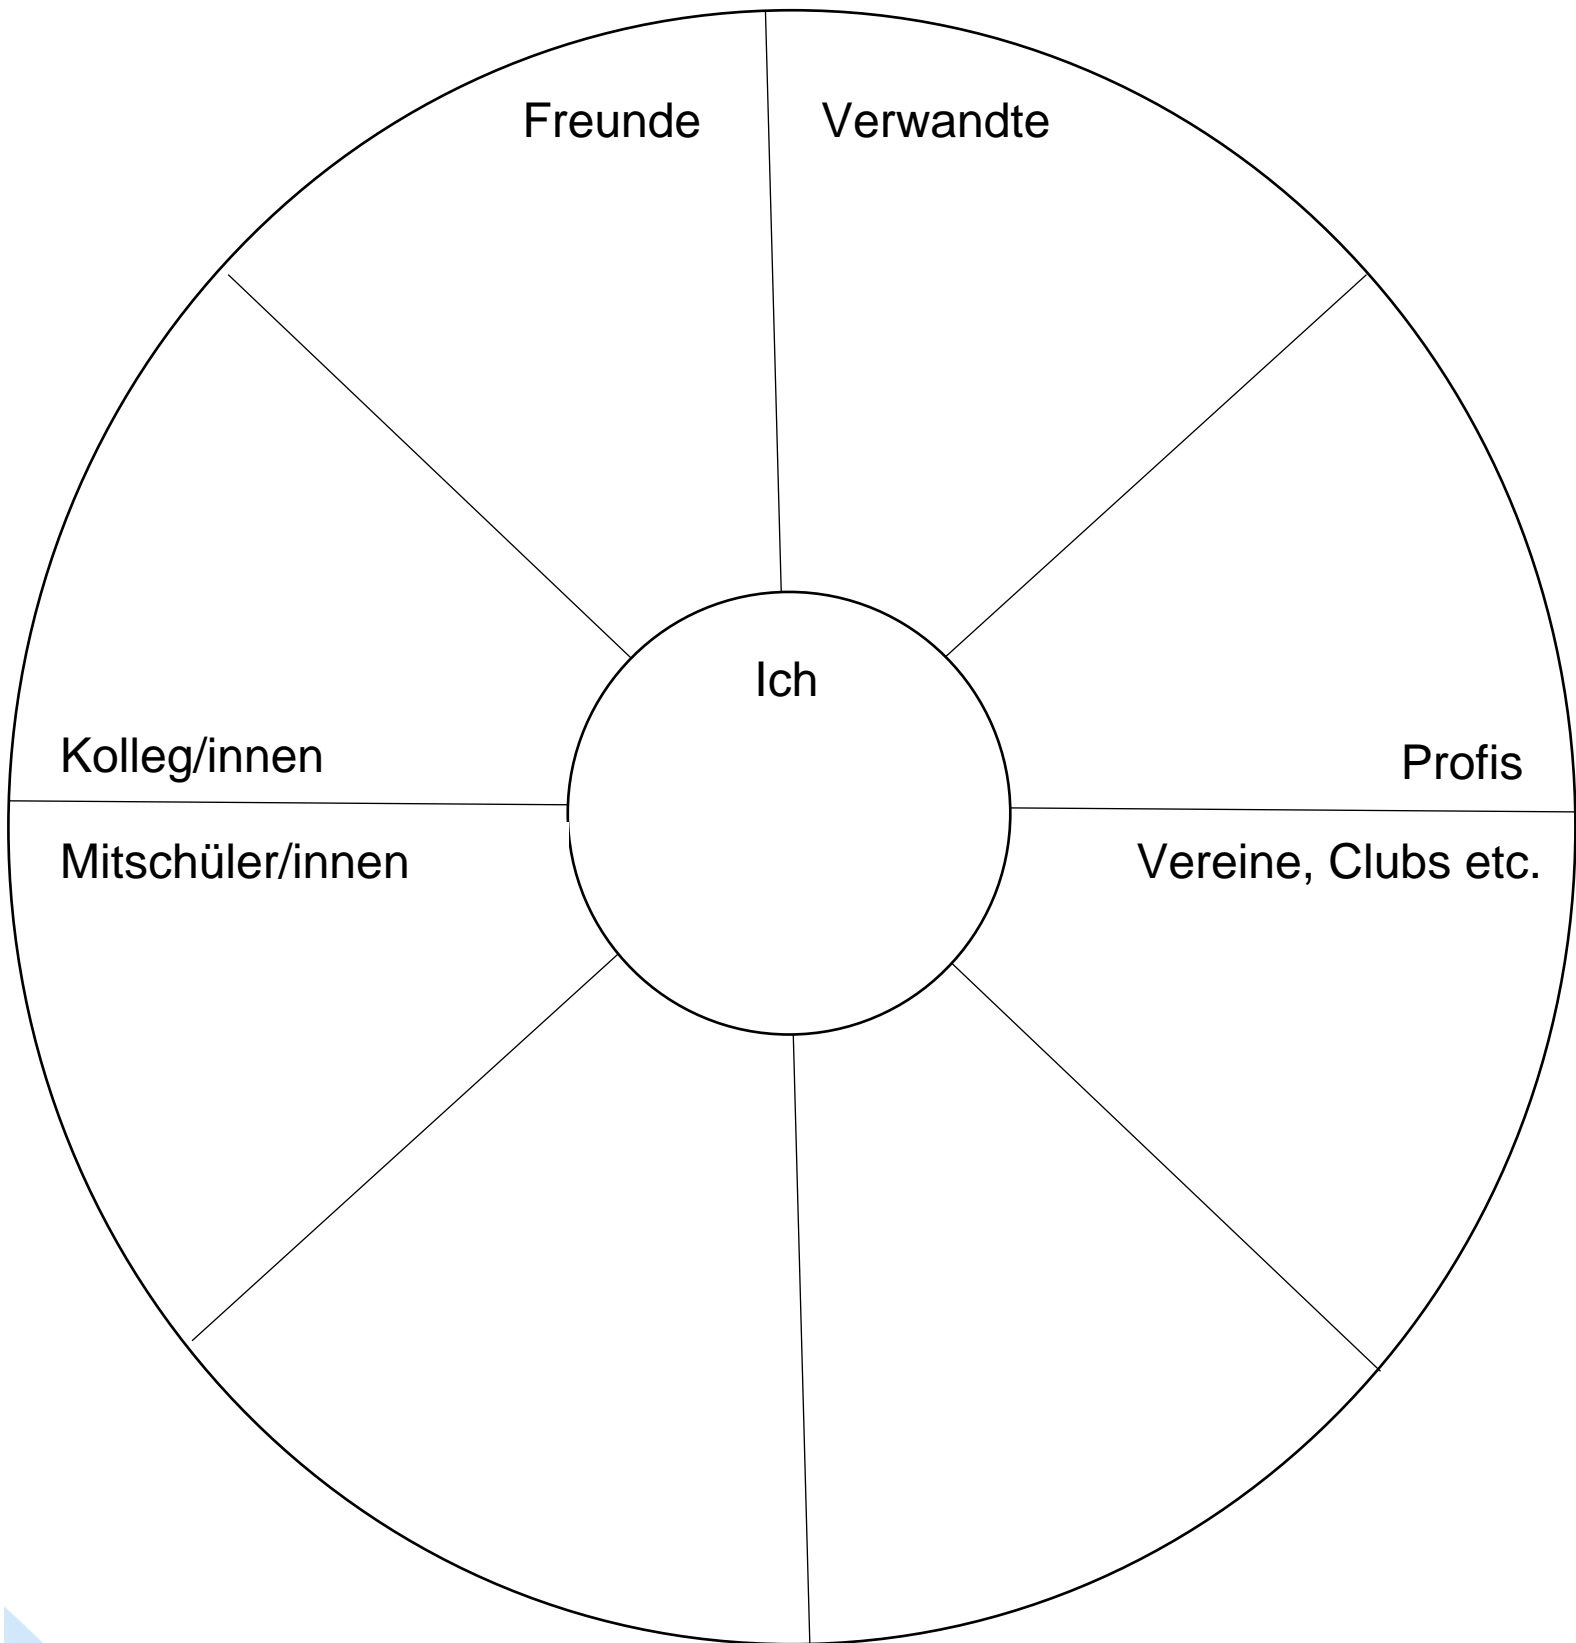 Freunde
Verwandte
Ich
Kolleg/innen
Profis
Mitschüler/innen
Vereine, Clubs etc.